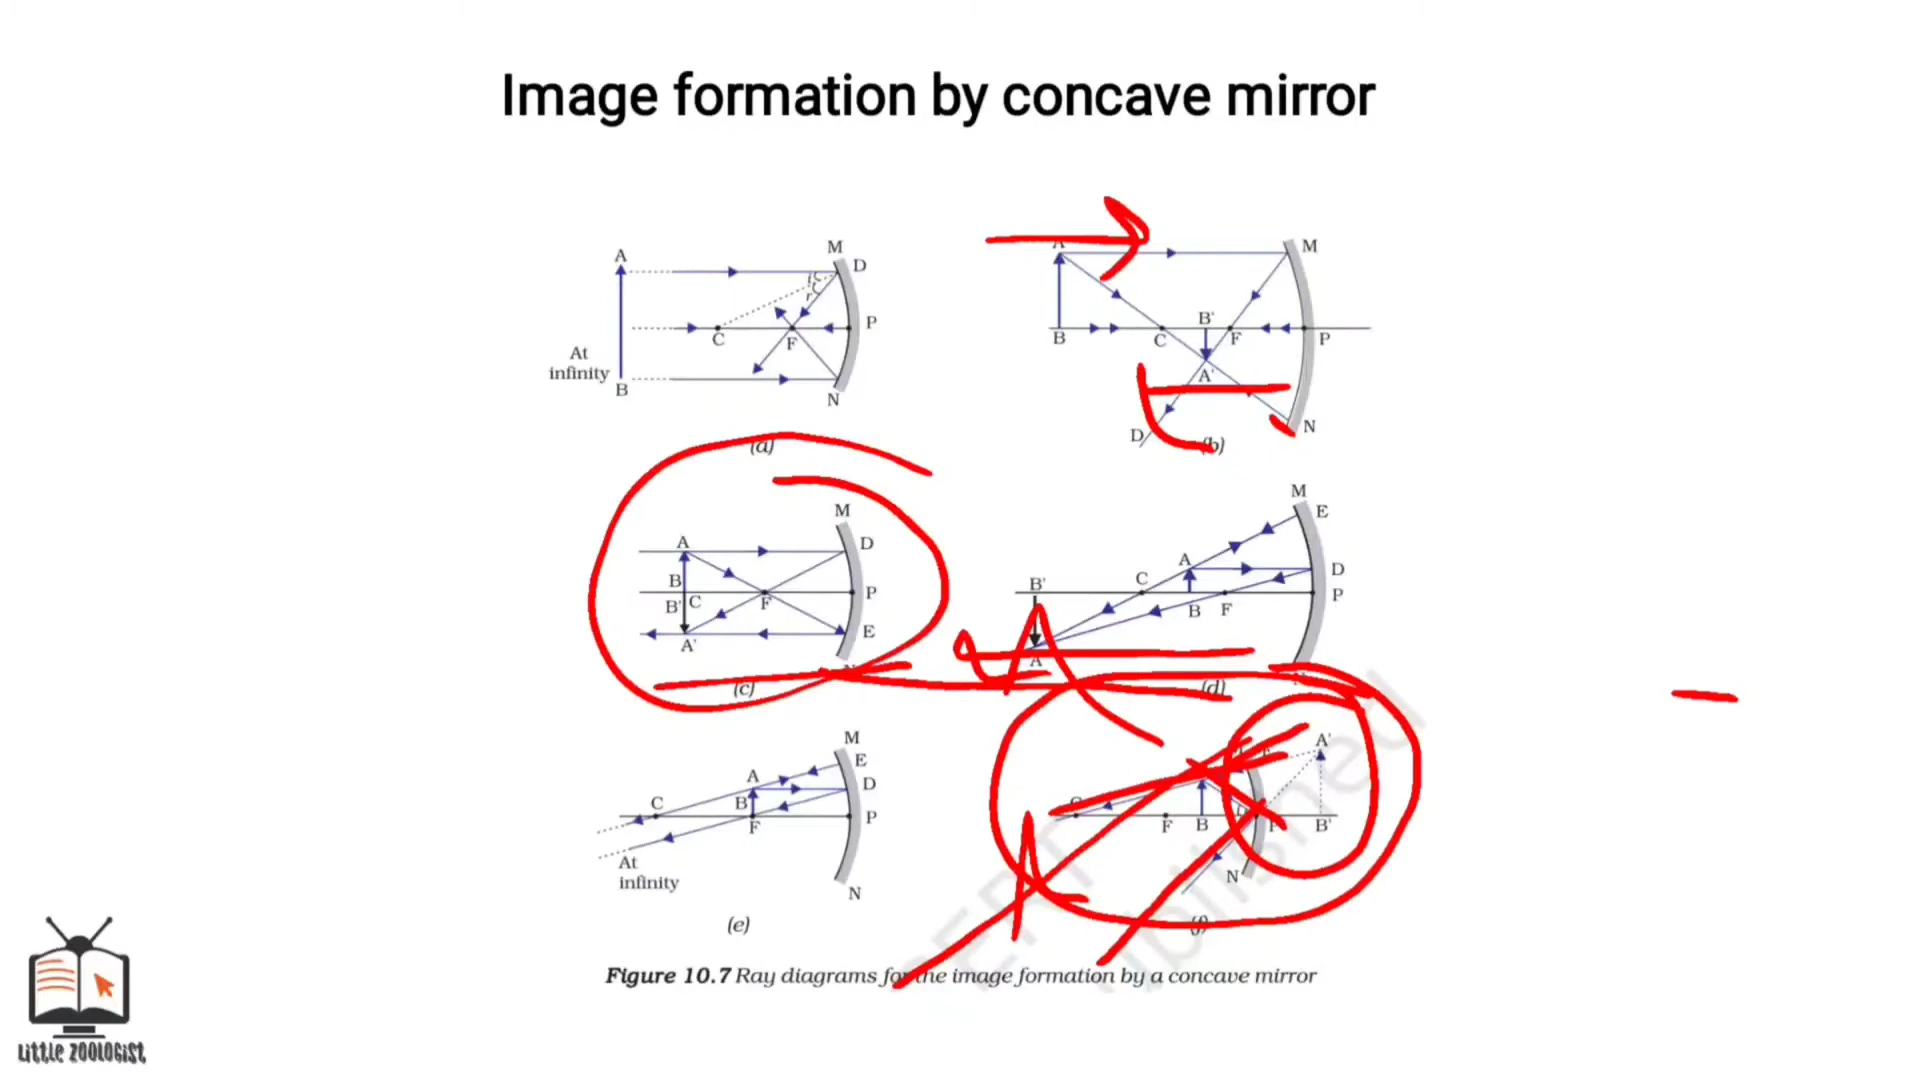 Image formation by concave mirror
A
M
D
i
r
C
F
P
At
infinity
B
N
(a)
A
M
B
C
B'
F
P
A'
D
N
(b)
M
A
D
B
B'
C
F
P
A'
E
(c)
M
E
A
D
B'
C
B
F
P
A'
(d)
M
E
A
D
C
B
F
P
At
infinity
N
(e)
A'
F
B
P
B'
N
(f)
Figure 10.7 Ray diagrams for the image formation by a concave mirror
LITTLE ZOOLOGIST